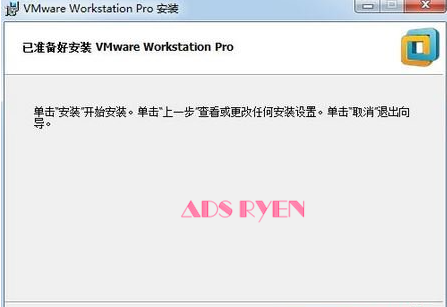 VMware Workstation Pro 安装
已准备好安装 VMware Workstation Pro
单击"安装"开始安装。单击"上一步"查看或更改任何安装设置。单击"取消"退出向
导。
ADS RYEN